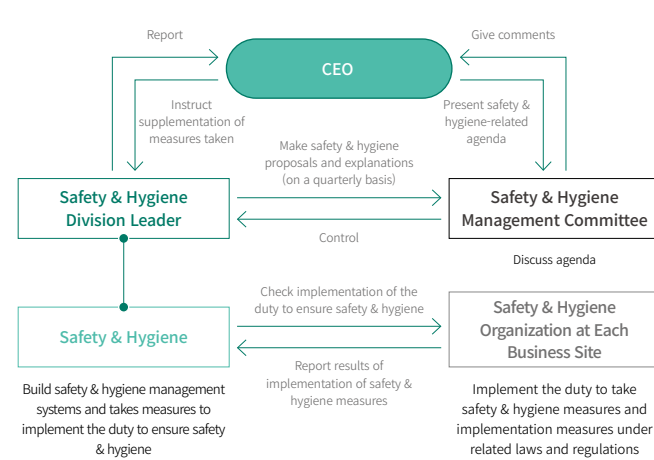 Report
Give comments
CEO
Instruct
supplementation of
measures taken
Present safety &
hygiene-related
agenda
Make safety & hygiene
proposals and explanations
(on a quarterly basis)
Safety & Hygiene
Division Leader
Safety & Hygiene
Management Committee
Control
Discuss agenda
Check implementation of the
duty to ensure safety & hygiene
Safety & Hygiene
Safety & Hygiene
Organization at Each
Business Site
Report results of
implementation of safety &
hygiene measures
Build safety & hygiene management
systems and takes measures to
implement the duty to ensure safety
& hygiene
Implement the duty to take
safety & hygiene measures and
implementation measures under
related laws and regulations